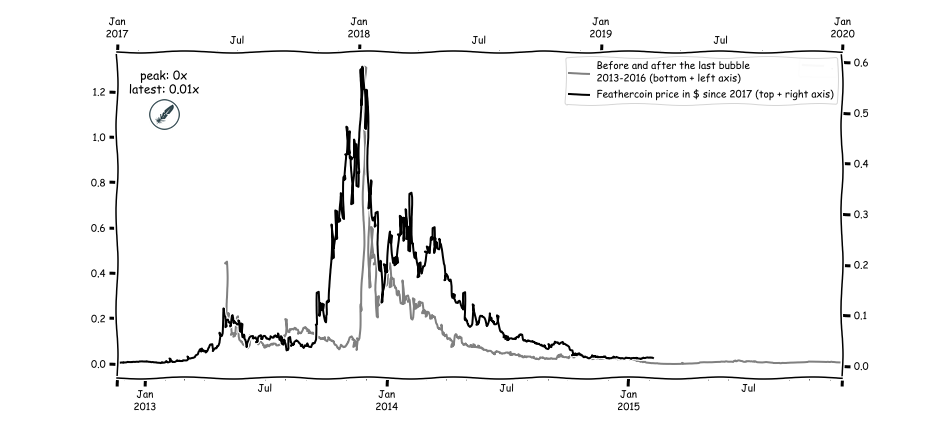 Jan Jan Jan Jan
2017 2018 2019 2020
Jul Jul Jul
peak: 0x
latest: 0.01x
Before and after the last bubble
2013-2016 (bottom + left axis)
Feathercoin price in $ since 2017 (top + right axis)
1.2
1.0
0.8
0.6
0.4
0.2
0.0
0.6
0.5
0.4
0.3
0.2
0.1
0.0
Jan Jul Jan Jul Jan Jul
2013 2014 2015